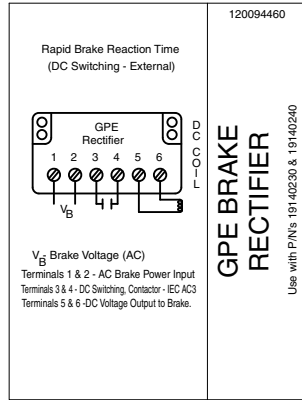 Rapid Brake Reaction Time
(DC Switching - External)
GPE
Rectifier
1 2 3 4 5 6
DC COIL
VB
VB- Brake Voltage (AC)
Terminals 1 & 2 - AC Brake Power Input
Terminals 3 & 4 - DC Switching, Contactor - IEC AC3
Terminals 5 & 6 -DC Voltage Output to Brake.
120094460
GPE BRAKE
RECTIFIER
Use with P/N's 19140230 & 19140240